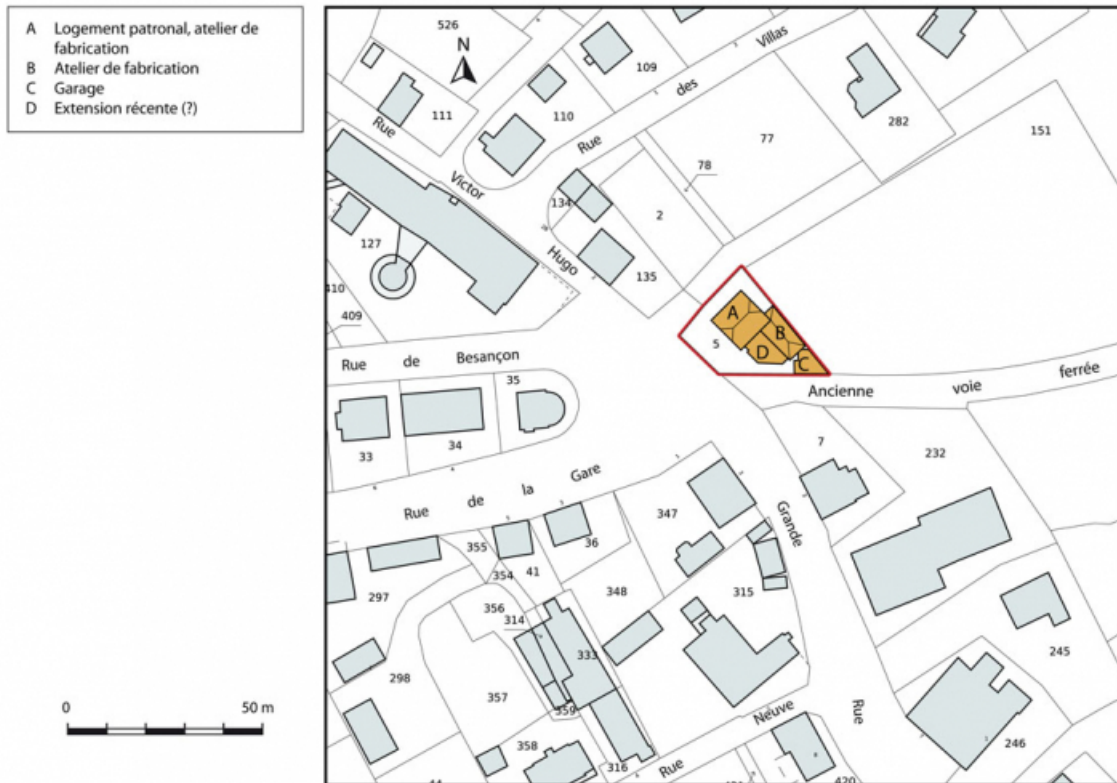 A Logement patronal, atelier de
fabrication
B Atelier de fabrication
C Garage
D Extension récente (?)
0 50 m
N
526
109
Rue des Villas
111
110
282
151
77
78
Rue Victor Hugo
134
2
135
127
410
409
A
B
C
D
5
Rue de Besançon
Ancienne voie ferrée
35
33
34
7
232
Rue de la Gare
347
Grande Rue
36
355
354
41
297
356
314
348
315
333
298
357
359
245
358
316
Rue Neuve
246
420